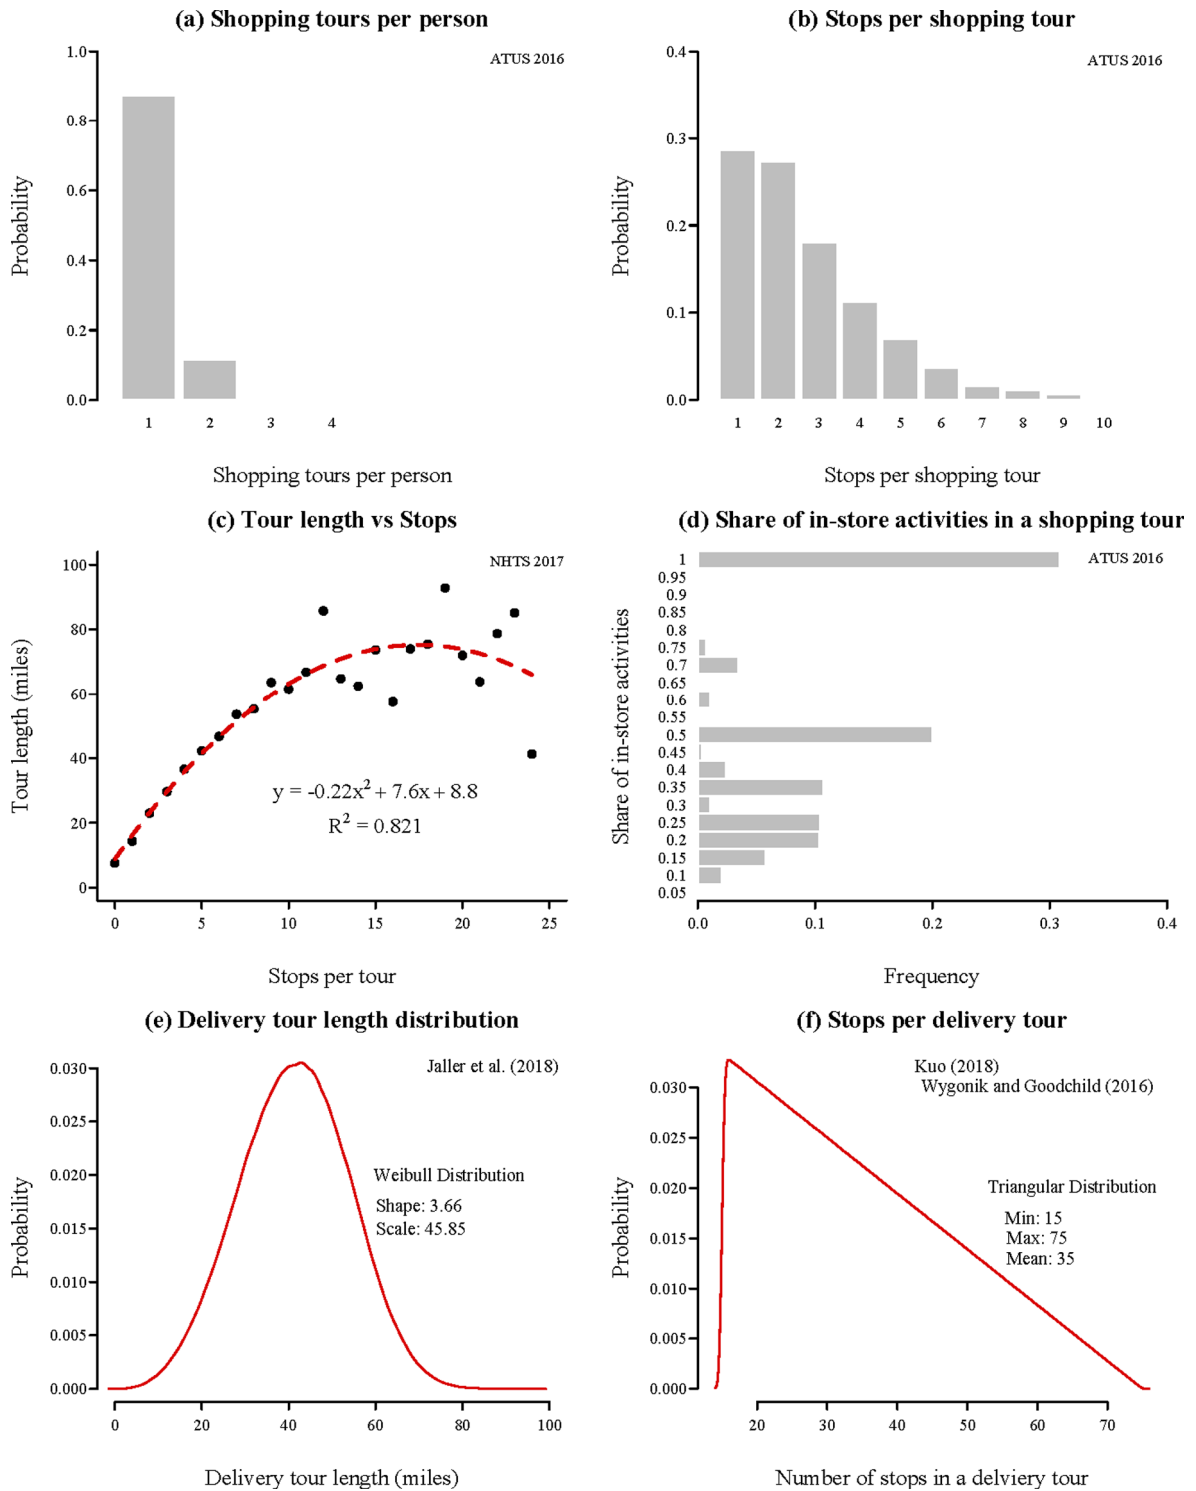 (a) Shopping tours per person
ATUS 2016
Probability
1.0
0.8
0.6
0.4
0.2
0.0
1 2 3 4
Shopping tours per person
(b) Stops per shopping tour
ATUS 2016
Probability
0.4
0.3
0.2
0.1
0.0
1 2 3 4 5 6 7 8 9 10
Stops per shopping tour
(c) Tour length vs Stops
NHTS 2017
Tour length (miles)
100
80
60
40
20
0
y = -0.22x² + 7.6x + 8.8
R² = 0.821
0 5 10 15 20 25
Stops per tour
(d) Share of in-store activities in a shopping tour
ATUS 2016
Share of in-store activities
1
0.95
0.9
0.85
0.8
0.75
0.7
0.65
0.6
0.55
0.5
0.45
0.4
0.35
0.3
0.25
0.2
0.15
0.1
0.05
0.0 0.1 0.2 0.3 0.4
Frequency
(e) Delivery tour length distribution
Jaller et al. (2018)
Probability
0.030
0.025
0.020
0.015
0.010
0.005
0.000
Weibull Distribution
Shape: 3.66
Scale: 45.85
0 20 40 60 80 100
Delivery tour length (miles)
(f) Stops per delivery tour
Kuo (2018)
Wygonik and Goodchild (2016)
Probability
0.030
0.025
0.020
0.015
0.010
0.005
0.000
Triangular Distribution
Min: 15
Max: 75
Mean: 35
20 30 40 50 60 70
Number of stops in a delviery tour